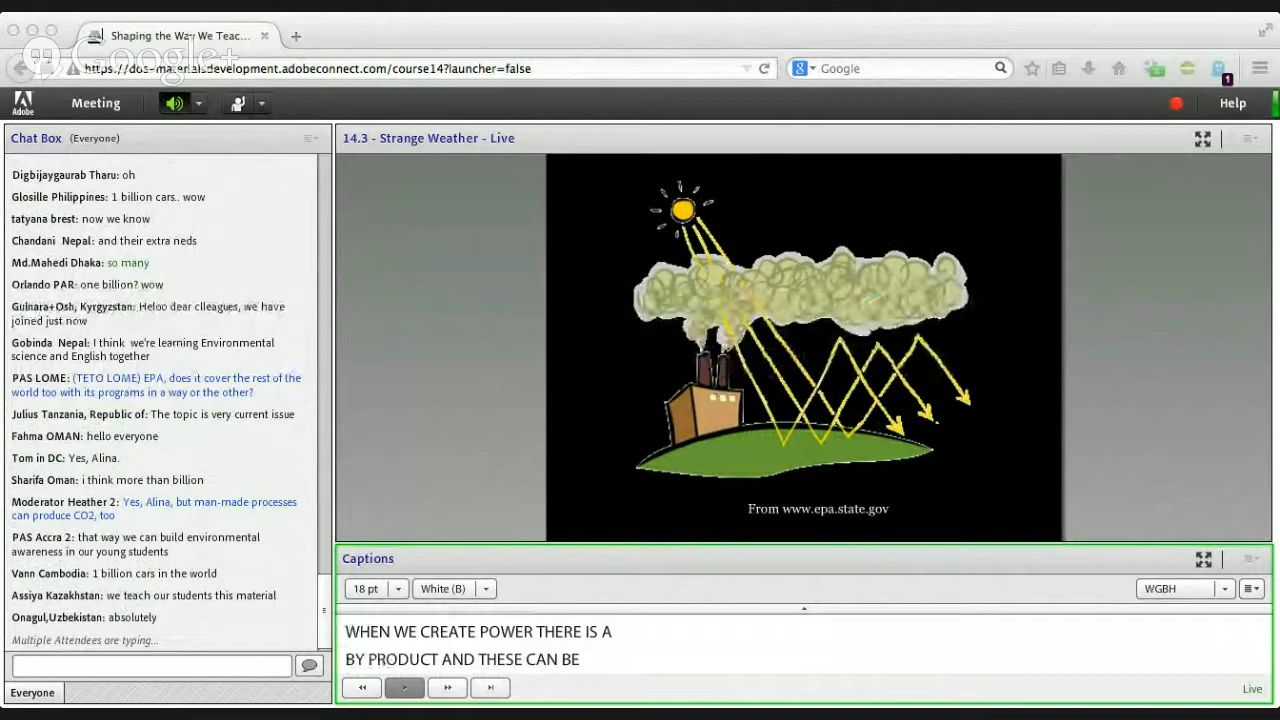 Shaping the Way We Teac...
Google+
https://dos-materialsdevelopment.adobeconnect.com/course14?launcher=false
Google
1
Adobe
Meeting
Help
Chat Box (Everyone)
Digbijaygaurab Tharu: oh
Glosille Philippines: 1 billion cars.. wow
tatyana brest: now we know
Chandani Nepal: and their extra neds
Md.Mahedi Dhaka: so many
Orlando PAR: one billion? wow
Gulnara+Osh, Kyrgyzstan: Heloo dear clleagues, we have
joined just now
Gobinda Nepal: I think we're learning Environmental
science and English together
PAS LOME: (TETO LOME) EPA, does it cover the rest of the
world too with its programs in a way or the other?
Julius Tanzania, Republic of: The topic is very current issue
Fahma OMAN: hello everyone
Tom in DC: Yes, Alina.
Sharifa Oman: i think more than billion
Moderator Heather 2: Yes, Alina, but man-made processes
can produce CO2, too
PAS Accra 2: that way we can build environmental
awareness in our young students
Vann Cambodia: 1 billion cars in the world
Assiya Kazakhstan: we teach our students this material
Onagul,Uzbekistan: absolutely
Multiple Attendees are typing...
Everyone
14.3 - Strange Weather - Live
From www.epa.state.gov
Captions
18 pt
White (B)
WGBH
WHEN WE CREATE POWER THERE IS A
BY PRODUCT AND THESE CAN BE
Live